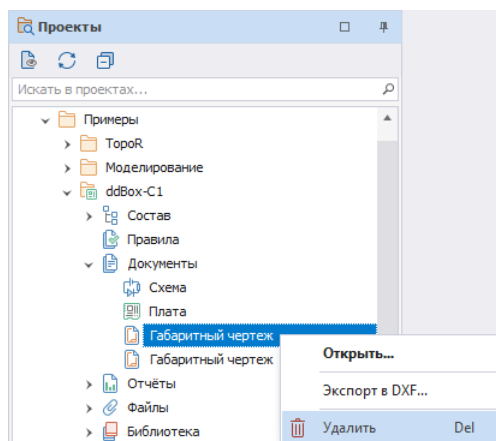 Проекты
Искать в проектах...
Примеры
TopoR
Моделирование
ddBox-C1
Состав
Правила
Документы
Схема
Плата
Габаритный чертеж
Габаритный чертеж
Открыть...
Отчёты
Экспорт в DXF...
Файлы
Библиотека
Удалить Del